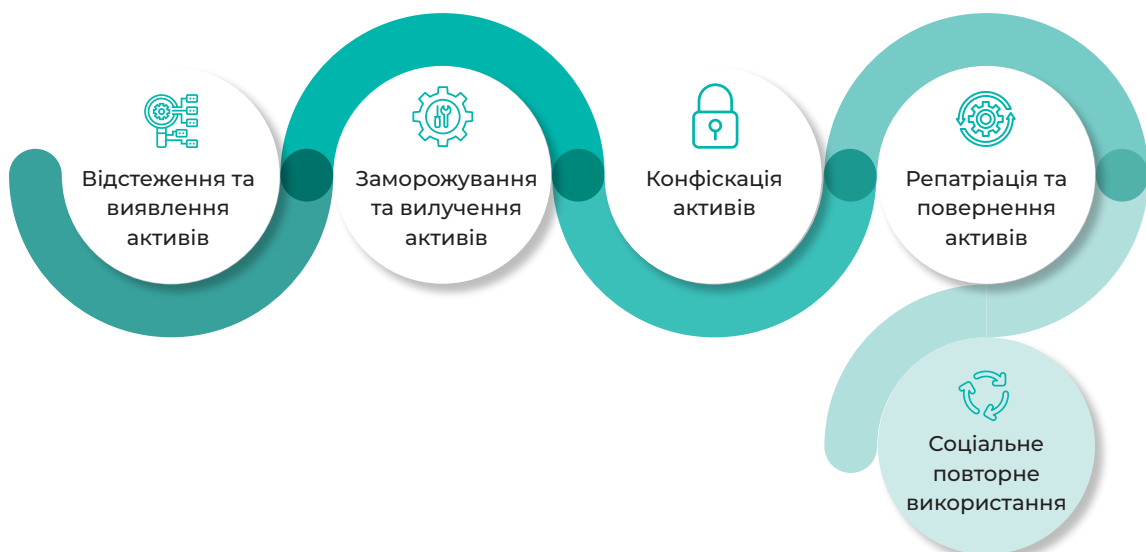 Відстеження та
виявлення
активів
Заморожування
та вилучення
активів
Конфіскація
активів
Репатріація та
повернення
активів
Соціальне
повторне
використання